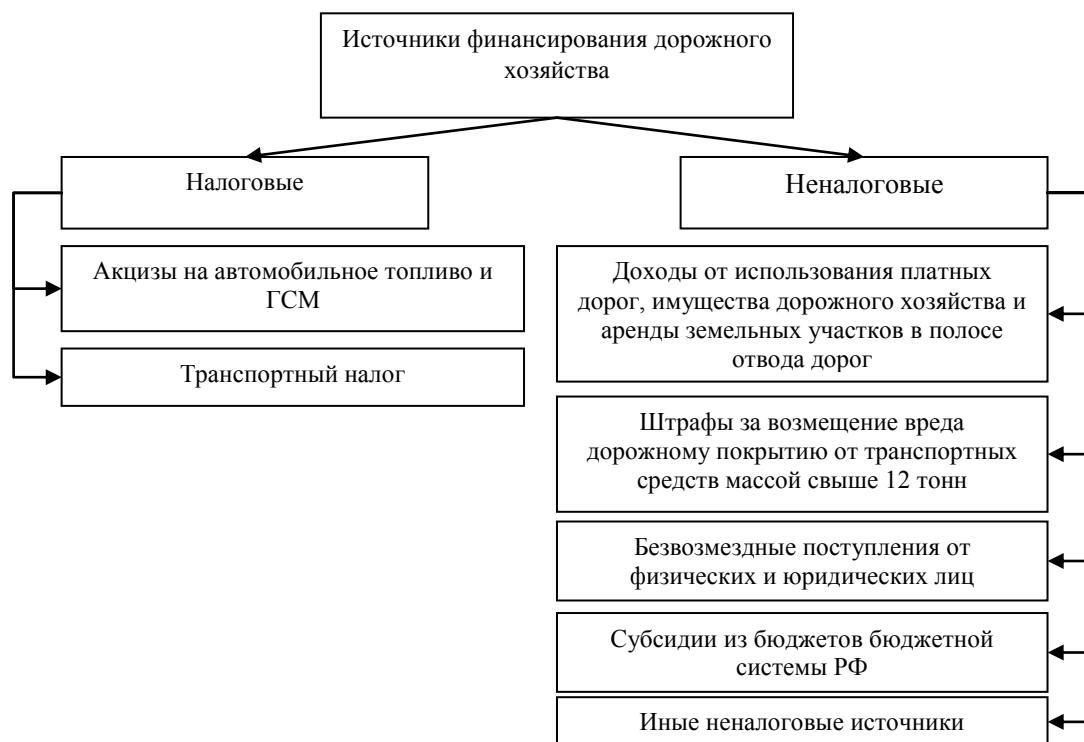 Источники финансирования дорожного
хозяйства
Налоговые
Неналоговые
Акцизы на автомобильное топливо и
ГСМ
Транспортный налог
Доходы от использования платных
дорог, имущества дорожного хозяйства и
аренды земельных участков в полосе
отвода дорог
Штрафы за возмещение вреда
дорожному покрытию от транспортных
средств массой свыше 12 тонн
Безвозмездные поступления от
физических и юридических лиц
Субсидии из бюджетов бюджетной
системы РФ
Иные неналоговые источники